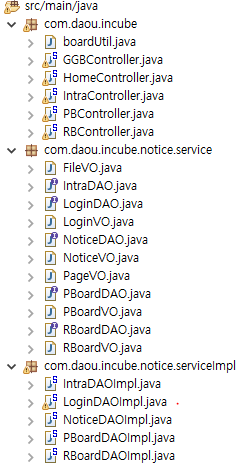 src/main/java
com.daou.incube
boardUtil.java
GGBController.java
HomeController.java
IntraController.java
PBController.java
RBController.java
com.daou.incube.notice.service
FileVO.java
IntraDAO.java
LoginDAO.java
LoginVO.java
NoticeDAO.java
NoticeVO.java
PageVO.java
PBoardDAO.java
PBoardVO.java
RBoardDAO.java
RBoardVO.java
com.daou.incube.notice.serviceImpl
IntraDAOImpl.java
LoginDAOImpl.java
NoticeDAOImpl.java
PBoardDAOImpl.java
RBoardDAOImpl.java